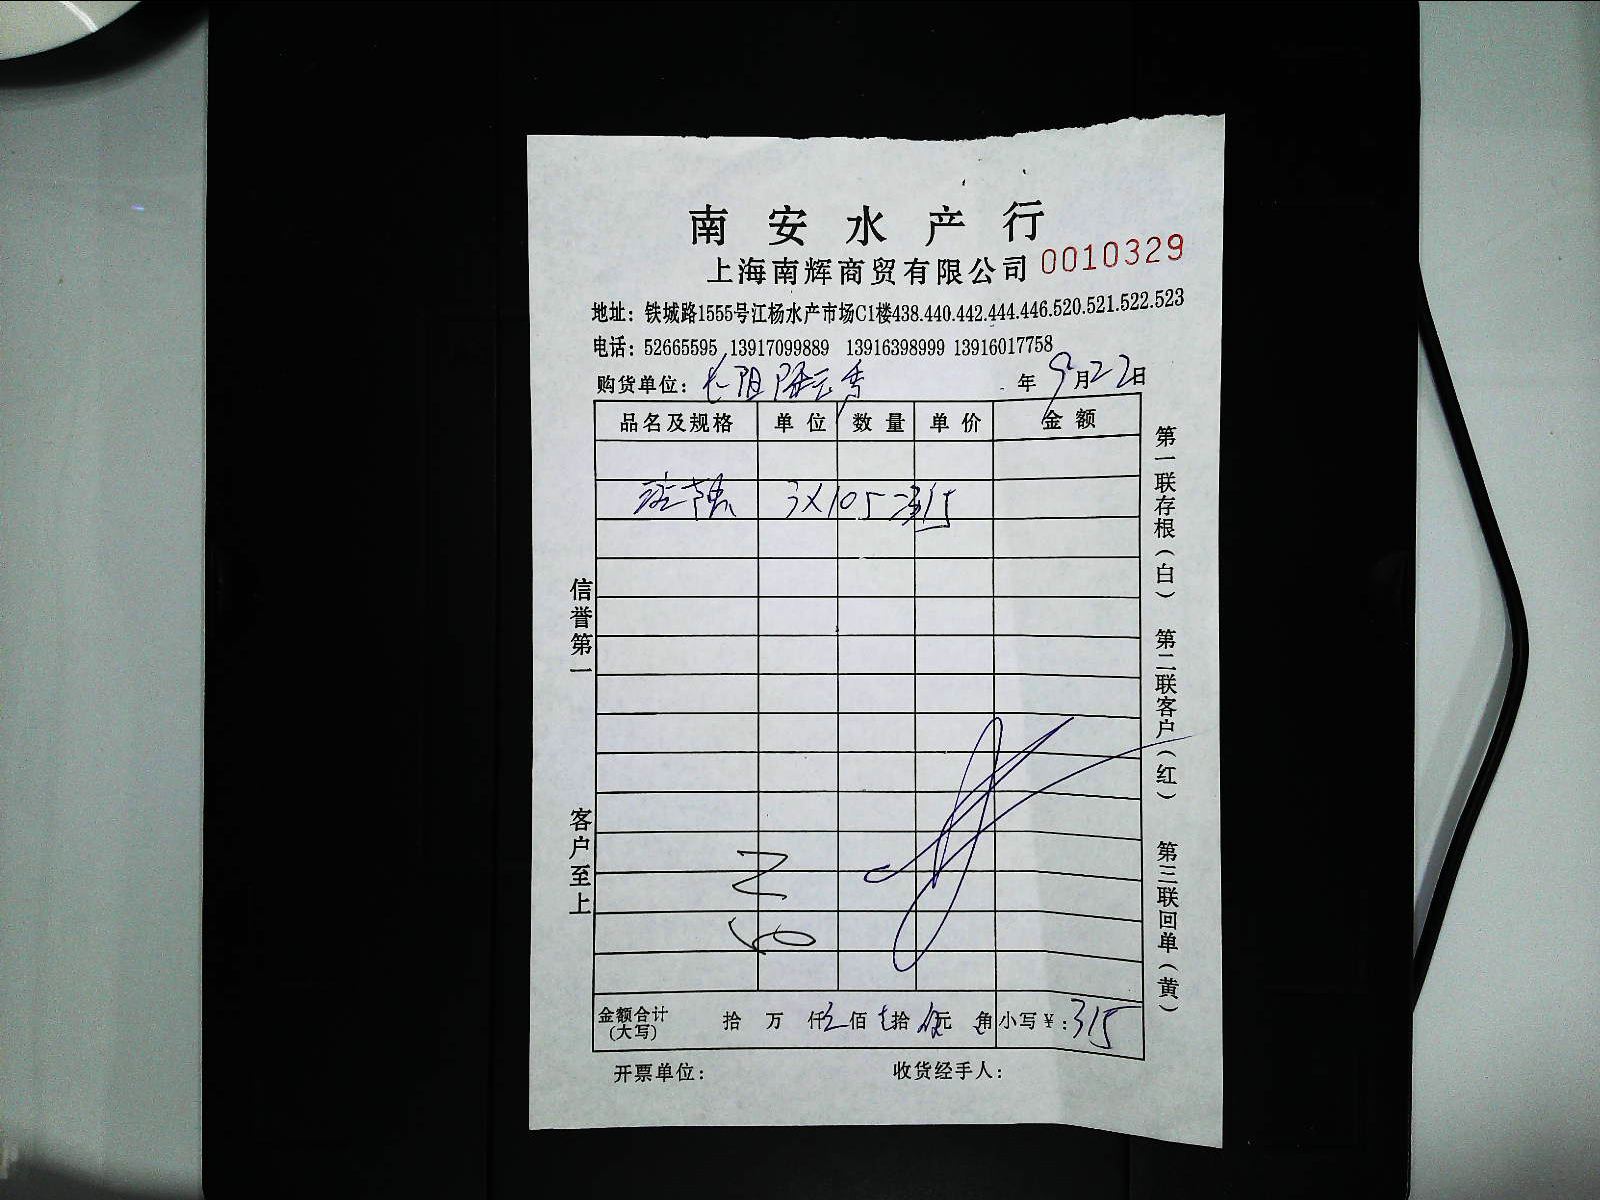 南安水产行
上海南辉商贸有限公司 0010329
地址：铁城路1555号江杨水产市场C1楼438.440.442.444.446.520.521.522.523
电话：52665595 13917099889 13916398999 13916017758
购货单位： 年9月22日
品名及规格 单位 数量 单价 金额
3×105=315
金额合计（大写） 拾 万 仟 叁佰 壹拾 伍元 角 小写￥：315
开票单位： 收货经手人：
信誉第一 客户至上
第一联存根（白） 第二联客户（红） 第三联回单（黄）